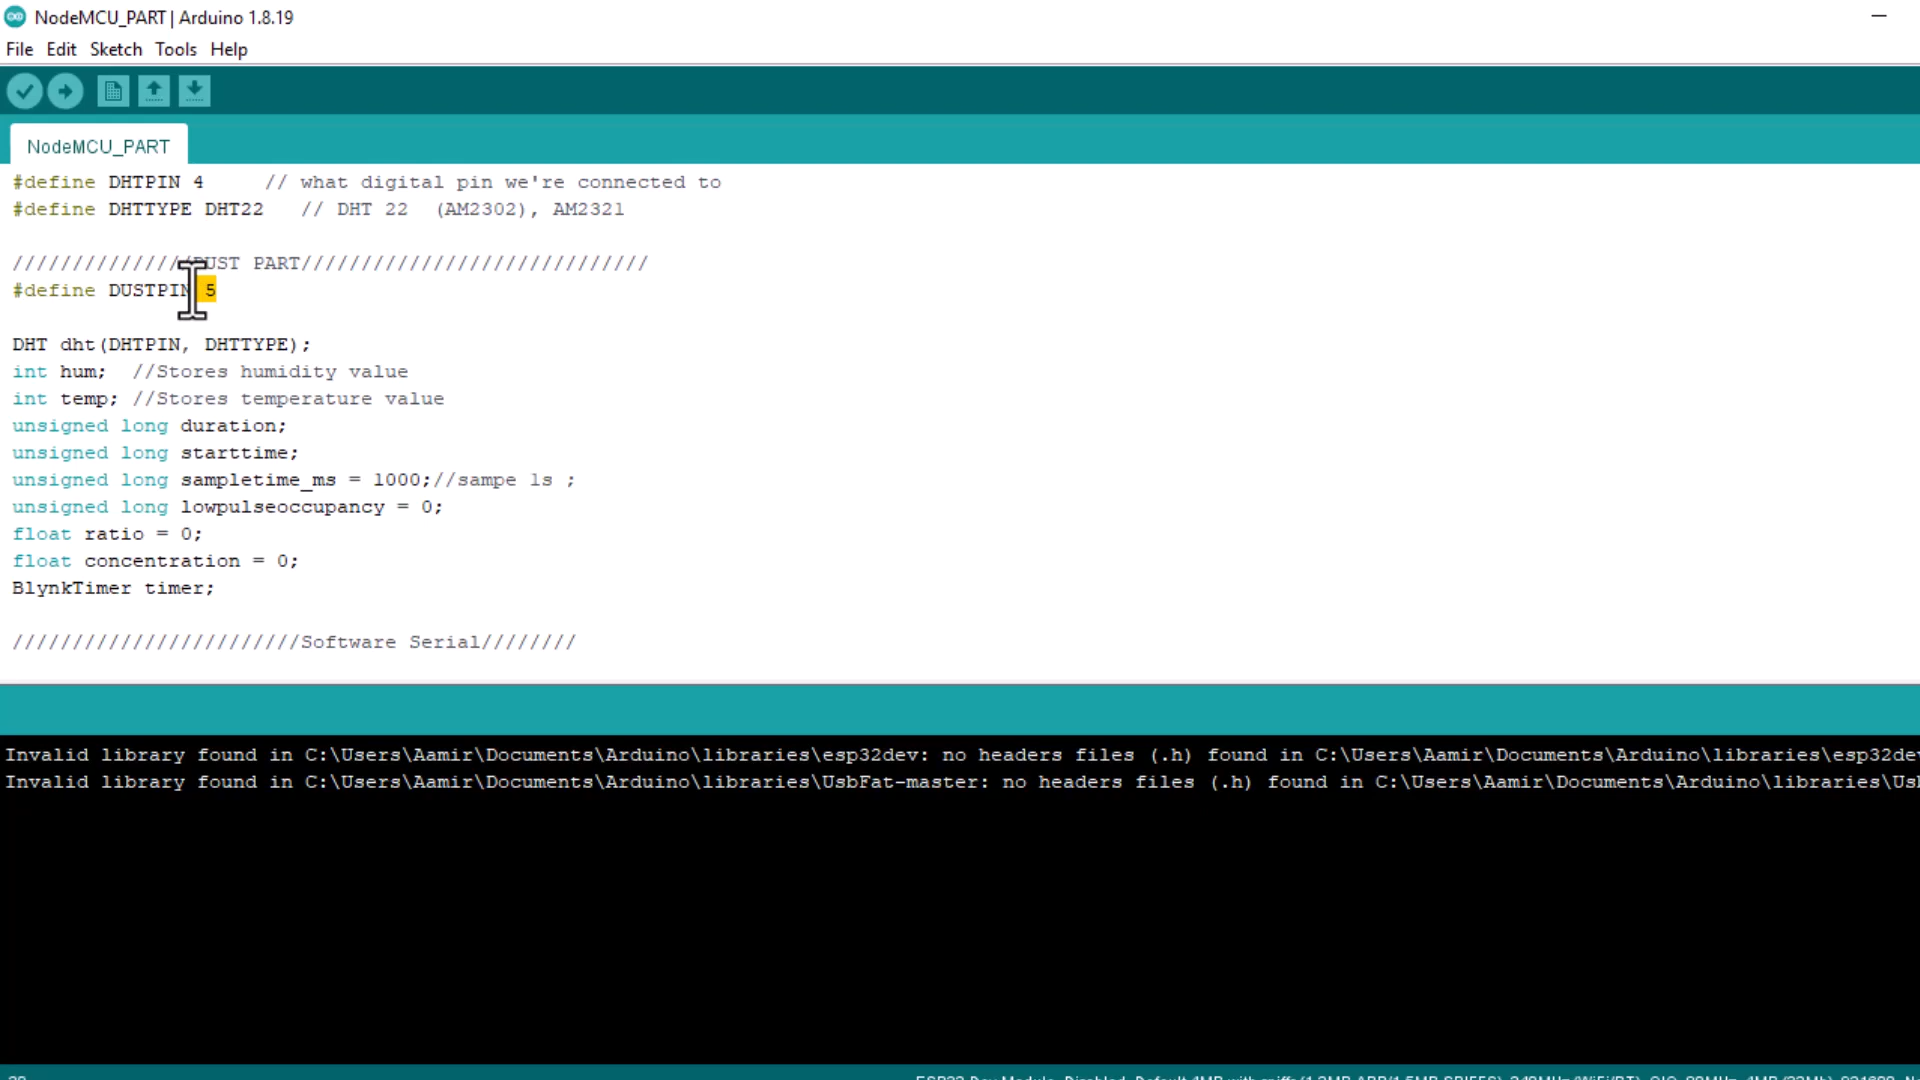 NodeMCU_PART | Arduino 1.8.19
File Edit Sketch Tools Help
NodeMCU_PART
#define DHTPIN 4     // what digital pin we're connected to
#define DHTTYPE DHT22   // DHT 22  (AM2302), AM2321
///////////////DUST PART/////////////////////////////
#define DUSTPIN 5
DHT dht(DHTPIN, DHTTYPE);
int hum;  //Stores humidity value
int temp; //Stores temperature value
unsigned long duration;
unsigned long starttime;
unsigned long sampletime_ms = 1000;//sampe 1s ;
unsigned long lowpulseoccupancy = 0;
float ratio = 0;
float concentration = 0;
BlynkTimer timer;
////////////////////////Software Serial////////
Invalid library found in C:\Users\Aamir\Documents\Arduino\libraries\esp32dev: no headers files (.h) found in C:\Users\Aamir\Documents\Arduino\libraries\esp32dev
Invalid library found in C:\Users\Aamir\Documents\Arduino\libraries\UsbFat-master: no headers files (.h) found in C:\Users\Aamir\Documents\Arduino\libraries\Usb